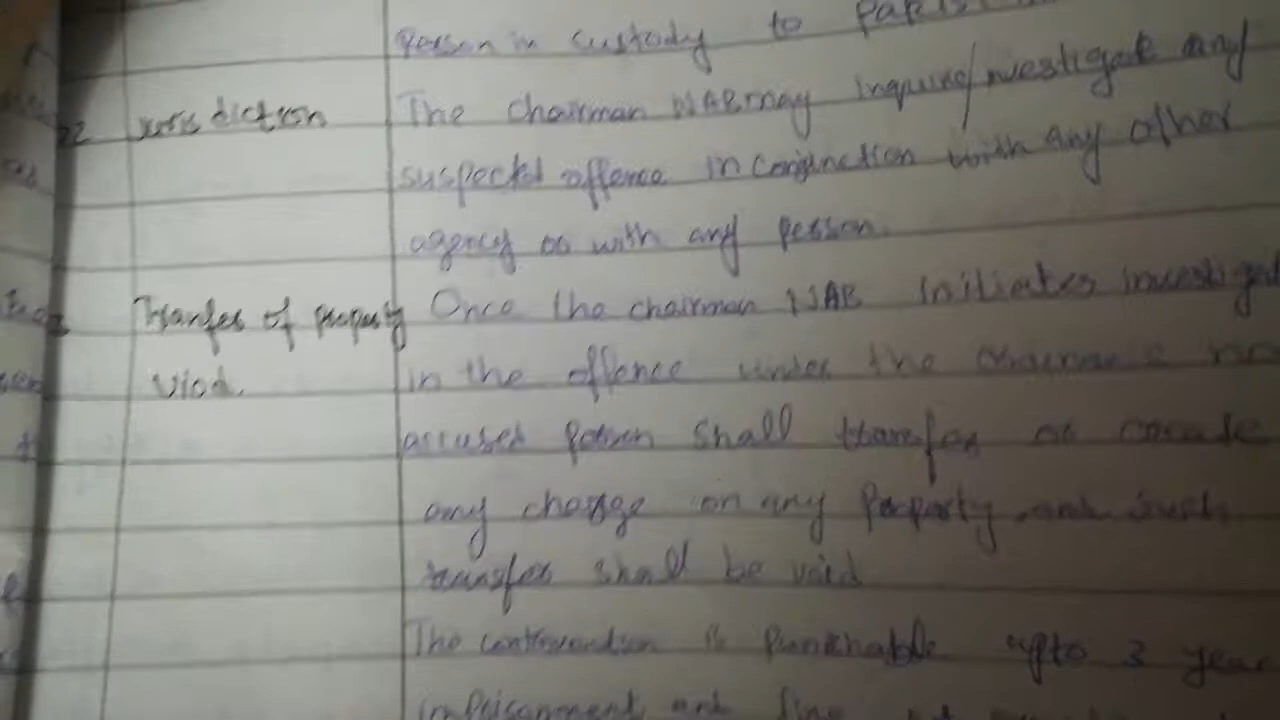 person in custody to
22 jurisdiction The Chairman NAB may inquire/investigate any
suspected offence in conjunction with any other
agency or with any person.
Transfer of property Once the chairman NAB initiates
Viod. in the offence under the
accused person shall transfer or create
any charge on any Property and such
transfer shall be void
The contravention is punishable upto 3 year
imprisonment and fine